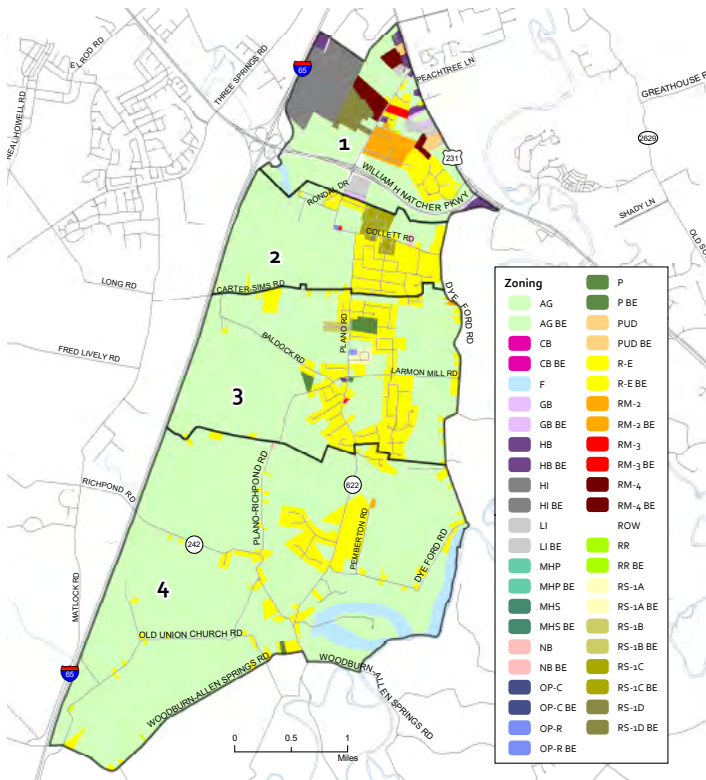 ELROD RD
THREE SPRINGS RD
65
PEACHTREE LN
GREATHOUSE R
REALHOWELL RD
2629
1
231
WILLIAM H NATCHER PKWY
RONDAL DR
SHADY LN
COLLETT RD
OLD SC
2
LONG RD
CARTER-SIMS RD
DYE FORD RD
PLANO RD
BALDOCK RD
FRED LIVELY RD
LARMON MILL RD
3
RICHPOND RD
PLANO-RICHPOND RD
622
242
PEMBERTON RD
DYE FORD RD
4
MATLOCK RD
OLD UNION CHURCH RD
WOODBURN-ALLEN SPRINGS RD
WOODBURN-ALLEN SPRINGS RD
65
0 0.5 1
Miles
Zoning
AG
AG BE
CB
CB BE
F
GB
GB BE
HB
HB BE
HI
HI BE
LI
LI BE
MHP
MHP BE
MHS
MHS BE
NB
NB BE
OP-C
OP-C BE
OP-R
OP-R BE
P
P BE
PUD
PUD BE
R-E
R-E BE
RM-2
RM-2 BE
RM-3
RM-3 BE
RM-4
RM-4 BE
ROW
RR
RR BE
RS-1A
RS-1A BE
RS-1B
RS-1B BE
RS-1C
RS-1C BE
RS-1D
RS-1D BE